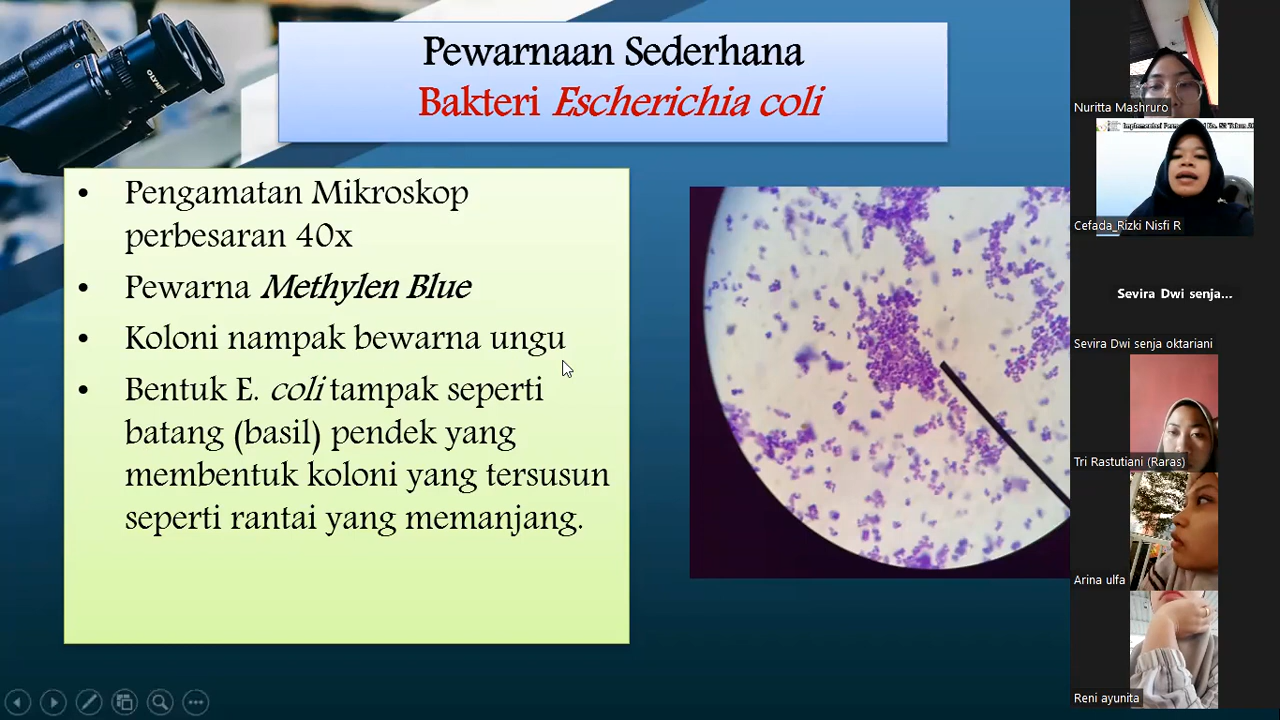 Pewarnaan Sederhana
Bakteri Escherichia coli
• Pengamatan Mikroskop
perbesaran 40x
• Pewarna Methylen Blue
• Koloni nampak bewarna ungu
• Bentuk E. coli tampak seperti
batang (basil) pendek yang
membentuk koloni yang tersusun
seperti rantai yang memanjang.
OLYMPUS
Nuritta Mashruro
Cefada_Rizki Nisfi R
Sevira Dwi senja...
Sevira Dwi senja oktariani
Tri Rastutiani (Raras)
Arina ulfa
Reni ayunita